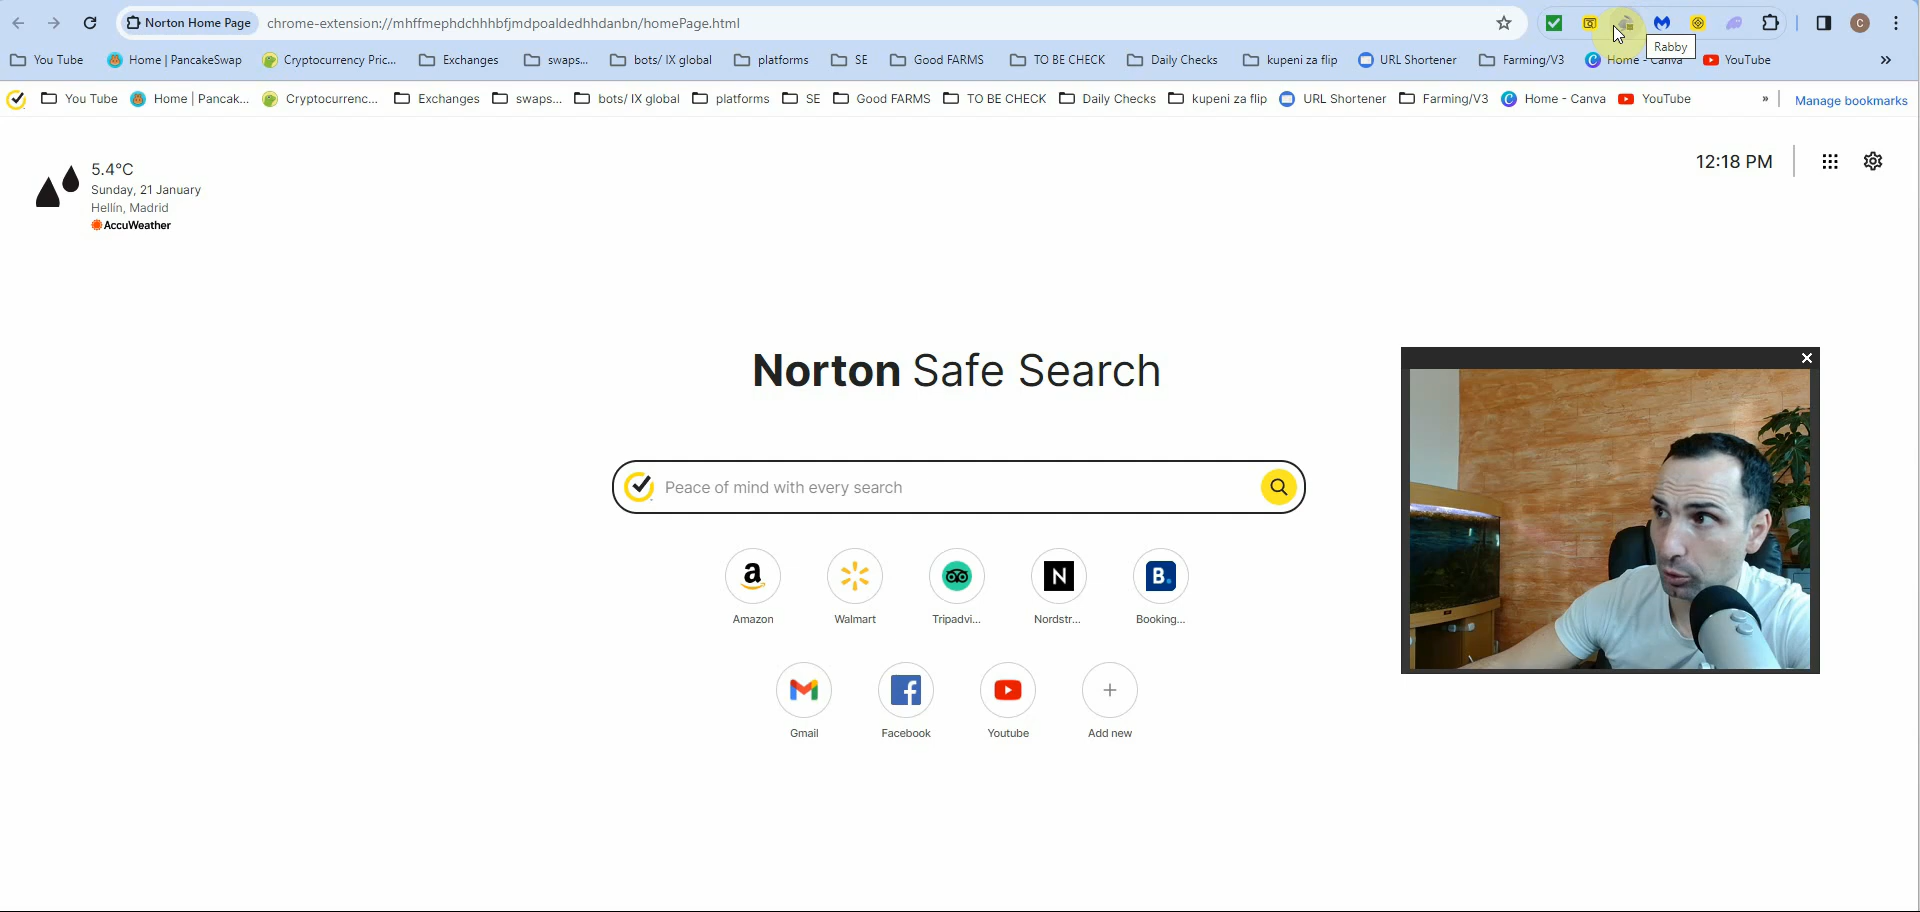 Norton Home Page chrome-extension://mhffmephdchhhbfjmdpoaldedhhdanbn/homePage.html
C
Rabby
You Tube Home | PancakeSwap Cryptocurrency Pric... Exchanges swaps... bots/ IX global platforms SE Good FARMS TO BE CHECK Daily Checks kupeni za flip URL Shortener Farming/V3 Home - Canva YouTube »
You Tube Home | Pancak... Cryptocurrenc... Exchanges swaps... bots/ IX global platforms SE Good FARMS TO BE CHECK Daily Checks kupeni za flip URL Shortener Farming/V3 Home - Canva YouTube » Manage bookmarks
5.4°C
Sunday, 21 January
Hellín, Madrid
AccuWeather
12:18 PM
Norton Safe Search
Peace of mind with every search
a N B.
Amazon Walmart Tripadvi... Nordstr... Booking...
Gmail Facebook Youtube Add new